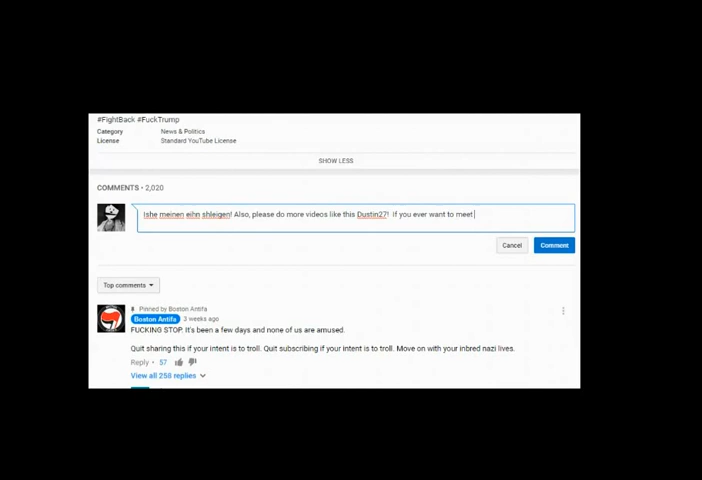 #FightBack #FuckTrump
Category News & Politics
License Standard YouTube License
SHOW LESS
COMMENTS • 2,020
Ishe meinen eihn shleigen! Also, please do more videos like this Dustin27! If you ever want to meet
Cancel Comment
Top comments
Pinned by Boston Antifa
Boston Antifa 3 weeks ago
FUCKING STOP. It's been a few days and none of us are amused.
Quit sharing this if your intent is to troll. Quit subscribing if your intent is to troll. Move on with your inbred nazi lives.
Reply • 57
View all 258 replies